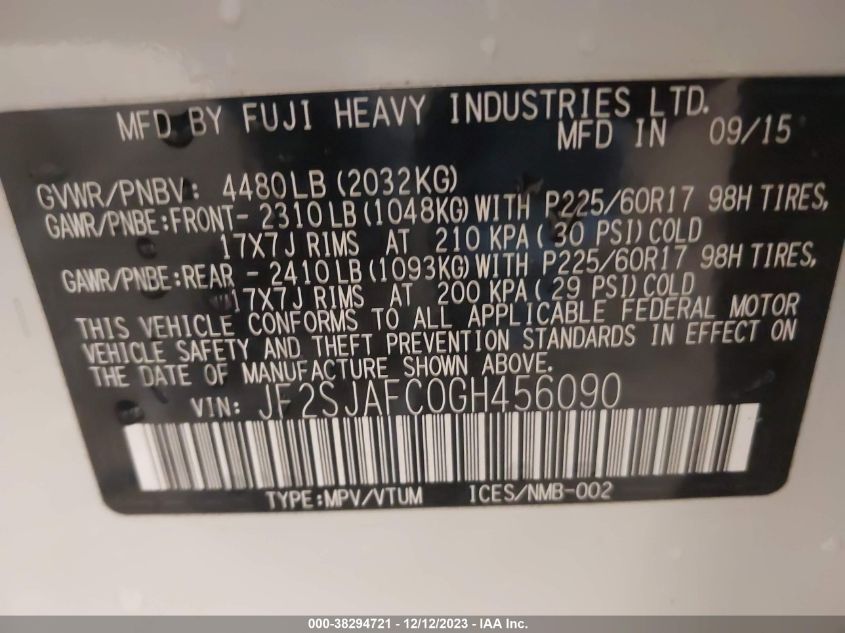 MFD BY FUJI HEAVY INDUSTRIES LTD.
MFD IN 09/15
GVWR/PNBV: 4480LB (2032KG)
GAWR/PNBE:FRONT- 2310 LB (1048KG) WITH P225/60R17 98H TIRES,
17X7J RIMS AT 210 KPA ( 30 PSI) COLD
GAWR/PNBE:REAR - 2410 LB (1093KG) WITH P225/60R17 98H TIRES,
17X7J RIMS AT 200 KPA ( 29 PSI) COLD
THIS VEHICLE CONFORMS TO ALL APPLICABLE FEDERAL MOTOR
VEHICLE SAFETY AND THEFT PREVENTION STANDARDS IN EFFECT ON
THE DATE OF MANUFACTURE SHOWN ABOVE.
VIN: JF2SJAFC0GH456090
TYPE:MPV/VTUM ICES/NMB-002
000-38294721 - 12/12/2023 - IAA Inc.